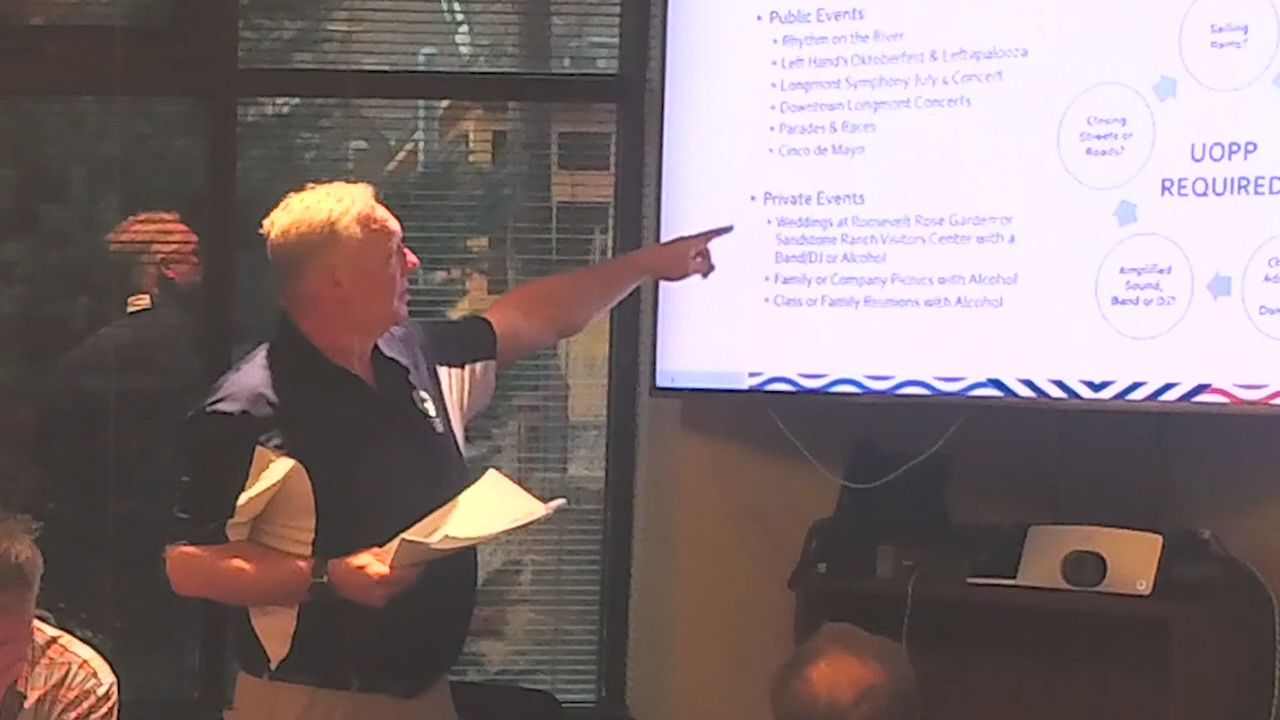 • Public Events
• Rhythm on the River
• Left Hand's Oktoberfest & Leftapalooza
• Longmont Symphony July 4 Concert
• Downtown Longmont Concerts
• Parades & Races
• Cinco de Mayo
• Private Events
• Weddings at Roosevelt Rose Garden or
Sandstone Ranch Visitors Center with a
Band/DJ or Alcohol
• Family or Company Picnics with Alcohol
• Class or Family Reunions with Alcohol
Selling
Items?
Closing
Streets or
Roads?
UOPP
REQUIRED
Amplified
Sound,
Band or DJ?